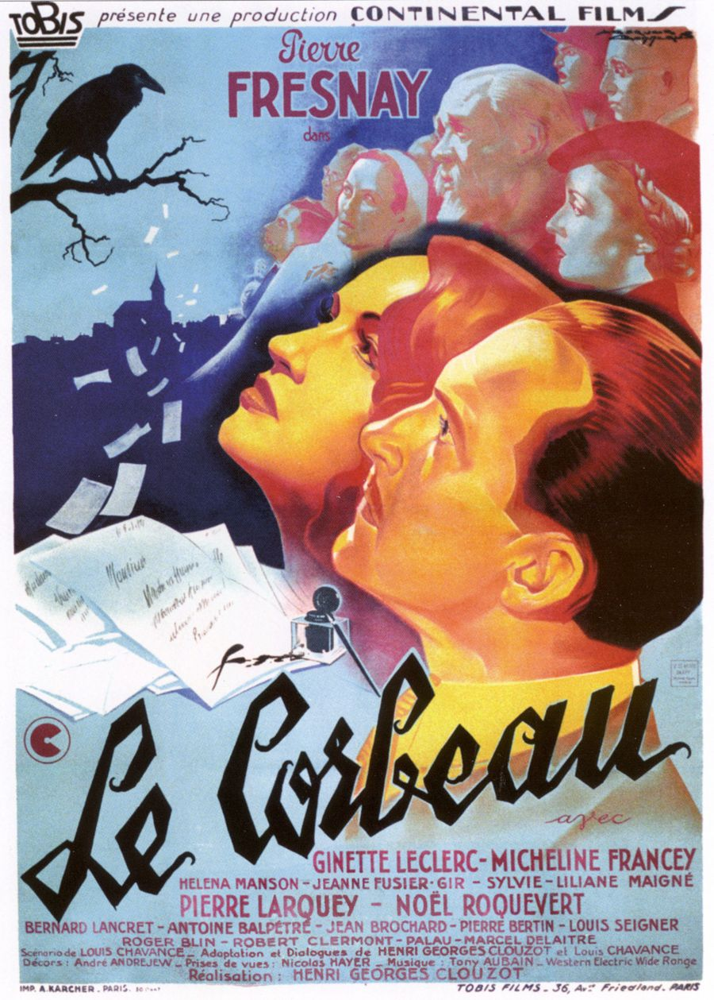 TOBIS présente une production CONTINENTAL FILMS
Pierre
FRESNAY
dans
Monsieur
Le Corbeau
avec
GINETTE LECLERC - MICHELINE FRANCEY
HELENA MANSON - JEANNE FUSIER-GIR - SYLVIE - LILIANE MAIGNÉ
PIERRE LARQUEY - NOËL ROQUEVERT
BERNARD LANCRET - ANTOINE BALPÉTRÉ - JEAN BROCHARD - PIERRE BERTIN - LOUIS SEIGNER
ROGER BLIN - ROBERT CLERMONT - PALAU - MARCEL DELAITRE
Scénario de LOUIS CHAVANCE _ Adaptation et Dialogues de HENRI GEORGES CLOUZOT et Louis CHAVANCE
Décors : André ANDREJEW _ Prises de vues : Nicolas HAYER _ Musique : Tony AUBAIN _ Western Electric Wide Range
Réalisation : HENRI GEORGES CLOUZOT
IMP. A. KARCHER . PARIS.
TOBIS FILMS _ 36, Av.ue Friedland. PARIS